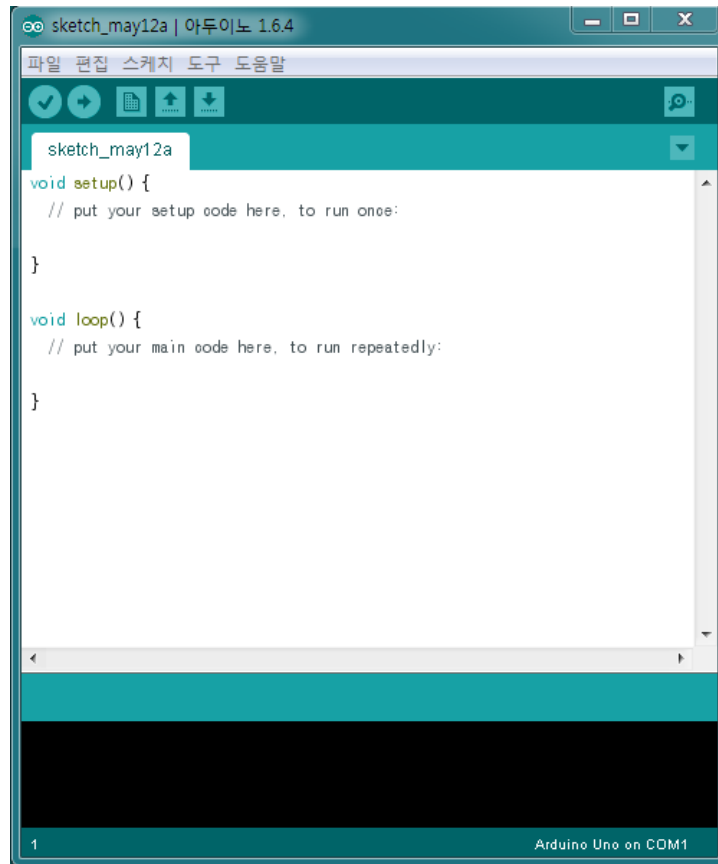 sketch_may12a | 아두이노 1.6.4
파일 편집 스케치 도구 도움말
sketch_may12a
void setup() {
  // put your setup code here, to run once:
}
void loop() {
  // put your main code here, to run repeatedly:
}
1 Arduino Uno on COM1